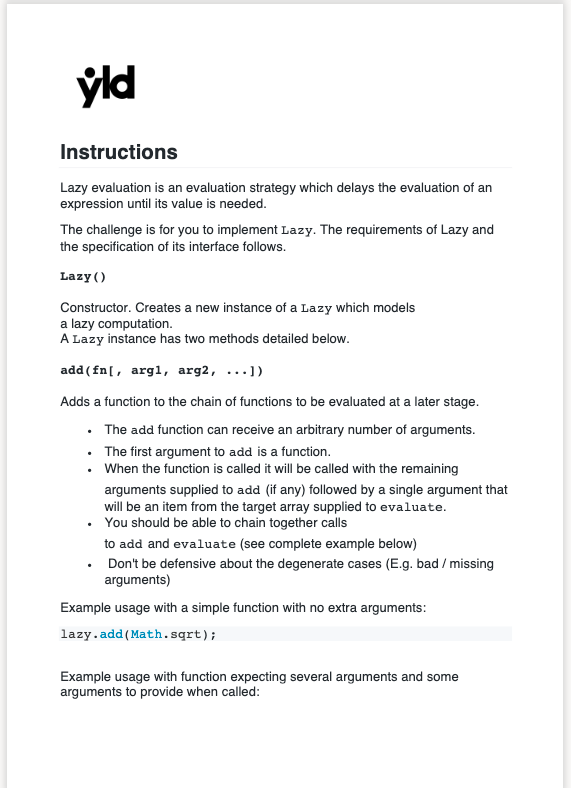 yld
Instructions
Lazy evaluation is an evaluation strategy which delays the evaluation of an
expression until its value is needed.
The challenge is for you to implement Lazy. The requirements of Lazy and
the specification of its interface follows.
Lazy()
Constructor. Creates a new instance of a Lazy which models
a lazy computation.
A Lazy instance has two methods detailed below.
add(fn[, arg1, arg2, ...])
Adds a function to the chain of functions to be evaluated at a later stage.
• The add function can receive an arbitrary number of arguments.
• The first argument to add is a function.
• When the function is called it will be called with the remaining
arguments supplied to add (if any) followed by a single argument that
will be an item from the target array supplied to evaluate.
• You should be able to chain together calls
to add and evaluate (see complete example below)
• Don't be defensive about the degenerate cases (E.g. bad / missing
arguments)
Example usage with a simple function with no extra arguments:
lazy.add(Math.sqrt);
Example usage with function expecting several arguments and some
arguments to provide when called: